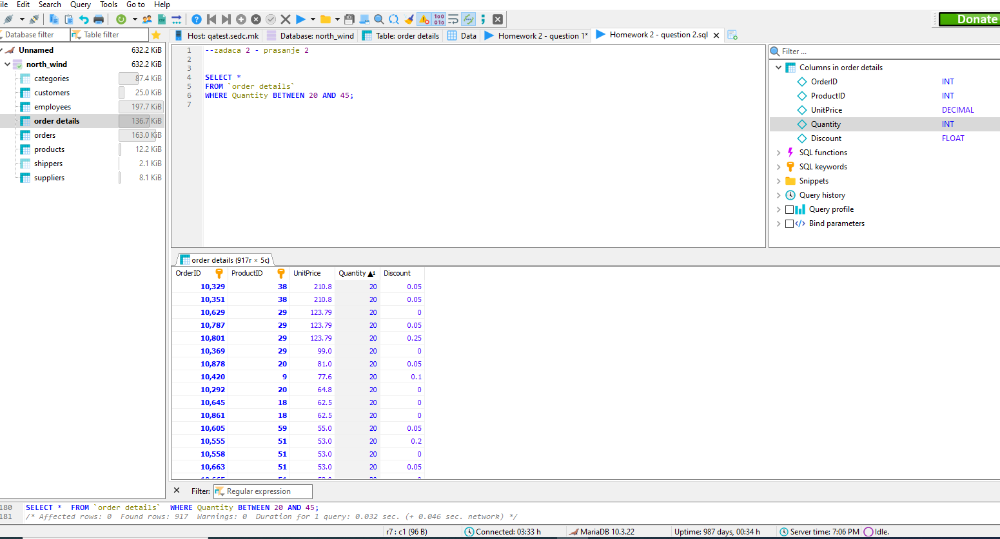 ile Edit Search Query Tools Go to Help
Donate
Database filter Table filter
Host: qatest.sedc.mk Database: north_wind Table: order details Data Homework 2 - question 1* Homework 2 - question 2.sql
Unnamed 632.2 KiB
north_wind 632.2 KiB
categories 87.4 KiB
customers 25.0 KiB
employees 197.7 KiB
order details 136.7 KiB
orders 163.0 KiB
products 12.2 KiB
shippers 2.1 KiB
suppliers 8.1 KiB
1 --zadaca 2 - prasanje 2
2
3
4 SELECT *
5 FROM `order details`
6 WHERE Quantity BETWEEN 20 AND 45;
7
Filter ...
Columns in order details
OrderID INT
ProductID INT
UnitPrice DECIMAL
Quantity INT
Discount FLOAT
SQL functions
SQL keywords
Snippets
Query history
Query profile
Bind parameters
order details (917r × 5c)
OrderID ProductID UnitPrice Quantity Discount
10,329 38 210.8 20 0.05
10,351 38 210.8 20 0.05
10,629 29 123.79 20 0
10,787 29 123.79 20 0.05
10,801 29 123.79 20 0.25
10,369 29 99.0 20 0
10,878 20 81.0 20 0.05
10,420 9 77.6 20 0.1
10,292 20 64.8 20 0
10,645 18 62.5 20 0
10,861 18 62.5 20 0
10,605 59 55.0 20 0.05
10,555 51 53.0 20 0.2
10,558 51 53.0 20 0
10,663 51 53.0 20 0.05
Filter: Regular expression
180 SELECT * FROM `order details` WHERE Quantity BETWEEN 20 AND 45;
181 /* Affected rows: 0 Found rows: 917 Warnings: 0 Duration for 1 query: 0.032 sec. (+ 0.046 sec. network) */
r7 : c1 (96 B) Connected: 03:33 h MariaDB 10.3.22 Uptime: 987 days, 00:34 h Server time: 7:06 PM Idle.